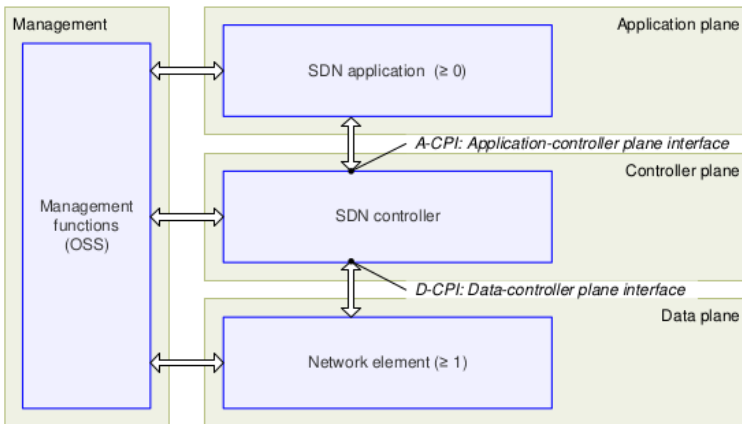 Management
Application plane
SDN application (≥ 0)
A-CPI: Application-controller plane interface
Controller plane
Management
functions
(OSS)
SDN controller
D-CPI: Data-controller plane interface
Data plane
Network element (≥ 1)